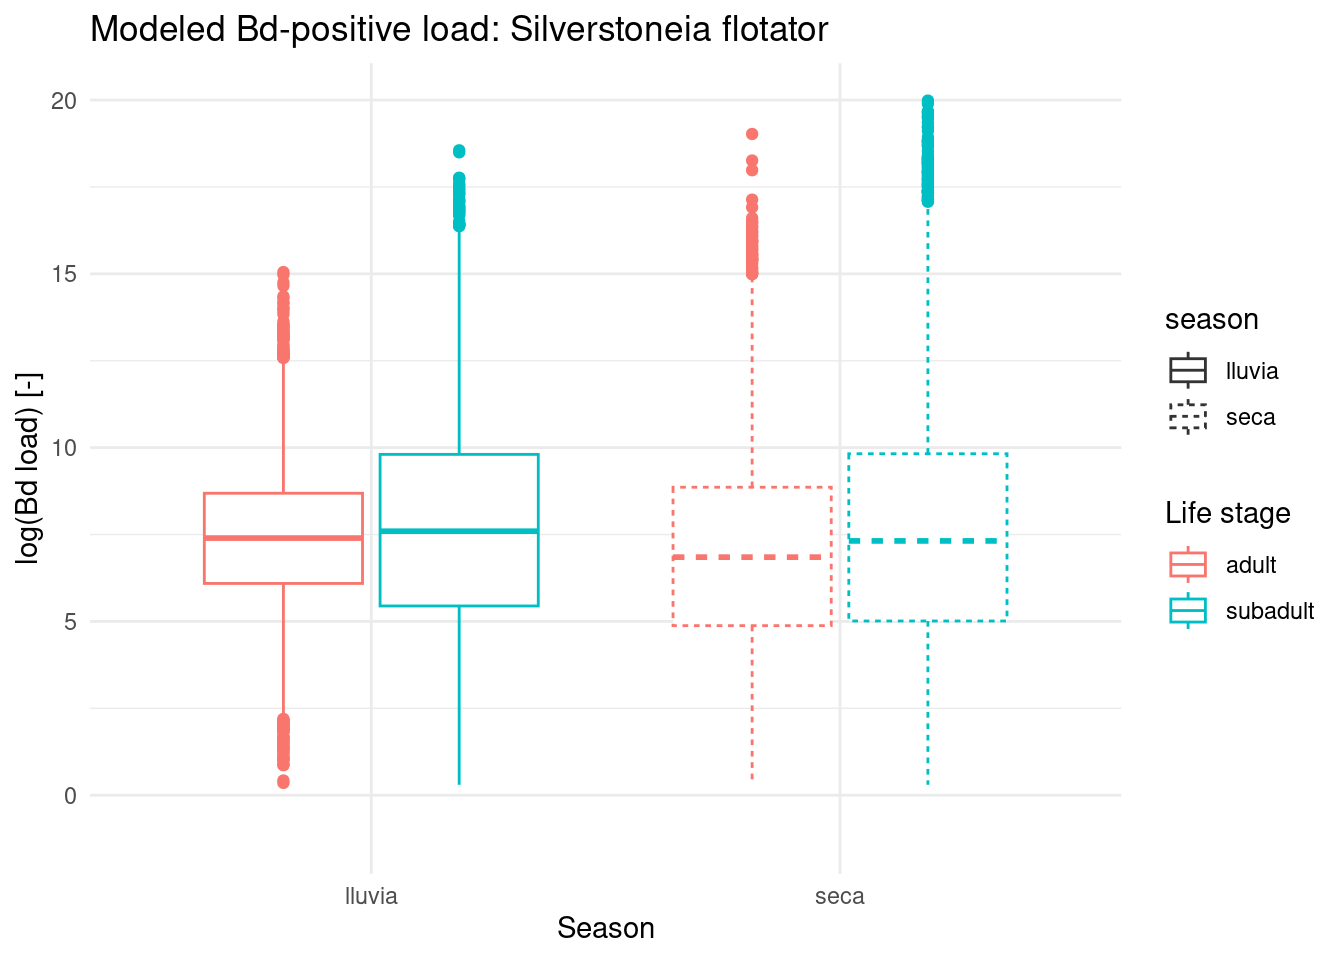 Modeled Bd-positive load: Silverstoneia flotator
log(Bd load) [-]
20
15
10
5
0
lluvia
seca
Season
season
lluvia
seca
Life stage
adult
subadult